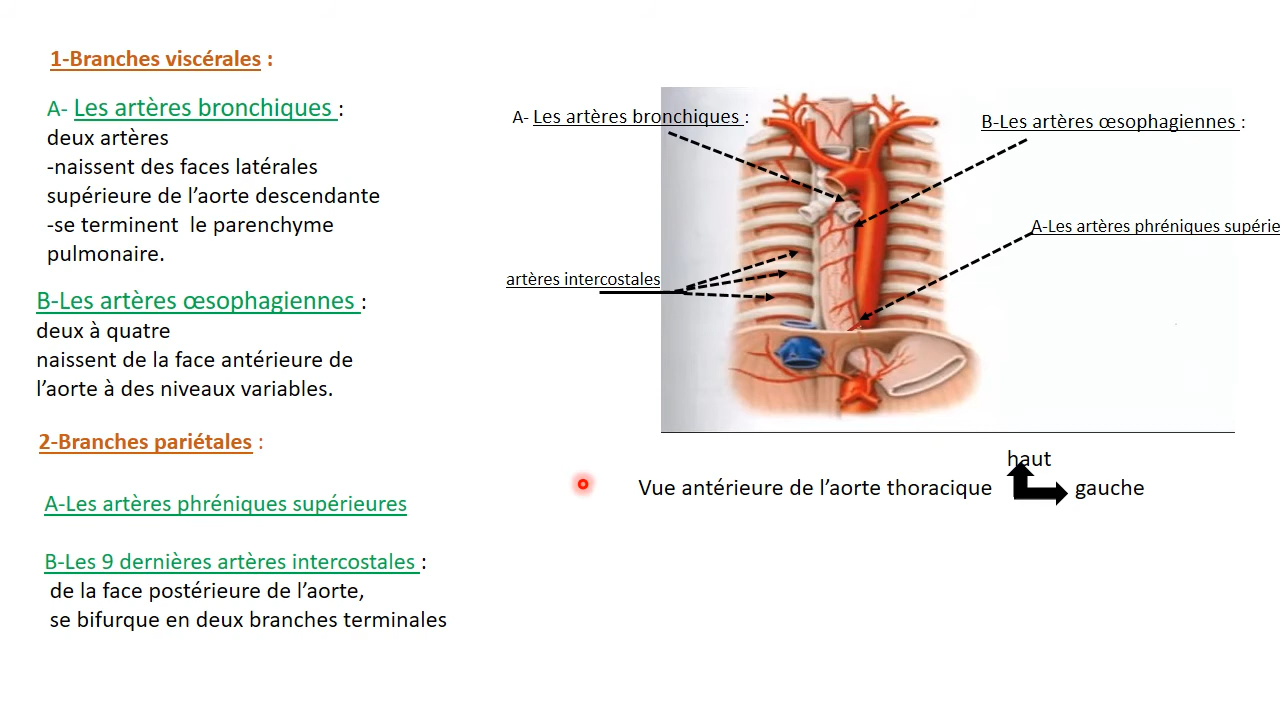 1-Branches viscérales :
A- Les artères bronchiques :
deux artères
-naissent des faces latérales
supérieure de l’aorte descendante
-se terminent  le parenchyme
pulmonaire.
B-Les artères œsophagiennes :
deux à quatre
naissent de la face antérieure de
l’aorte à des niveaux variables.
2-Branches pariétales :
A-Les artères phréniques supérieures
B-Les 9 dernières artères intercostales :
de la face postérieure de l’aorte,
se bifurque en deux branches terminales
A- Les artères bronchiques :
B-Les artères œsophagiennes :
A-Les artères phréniques supérie
artères intercostales
haut
Vue antérieure de l’aorte thoracique
gauche